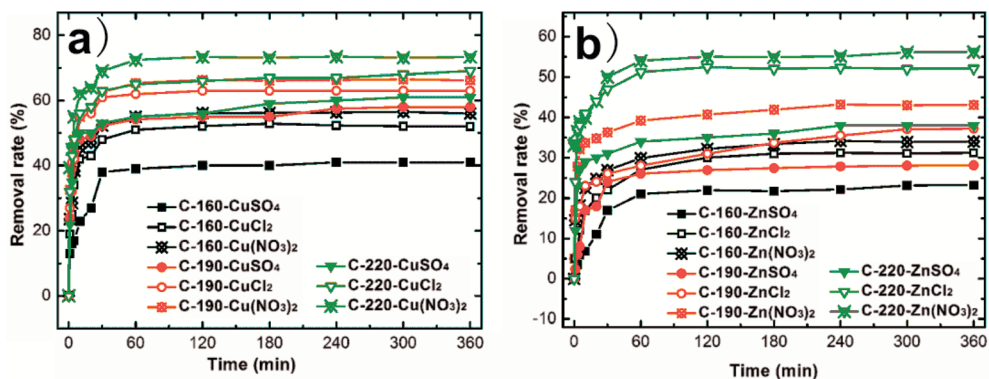 a)
Removal rate (%)
80
60
40
20
0
C-160-CuSO₄
C-160-CuCl₂
C-160-Cu(NO₃)₂
C-190-CuSO₄
C-190-CuCl₂
C-190-Cu(NO₃)₂
C-220-CuSO₄
C-220-CuCl₂
C-220-Cu(NO₃)₂
0 60 120 180 240 300 360
Time (min)
b)
Removal rate (%)
60
50
40
30
20
10
0
-10
C-160-ZnSO₄
C-160-ZnCl₂
C-160-Zn(NO₃)₂
C-190-ZnSO₄
C-190-ZnCl₂
C-190-Zn(NO₃)₂
C-220-ZnSO₄
C-220-ZnCl₂
C-220-Zn(NO₃)₂
0 60 120 180 240 300 360
Time (min)